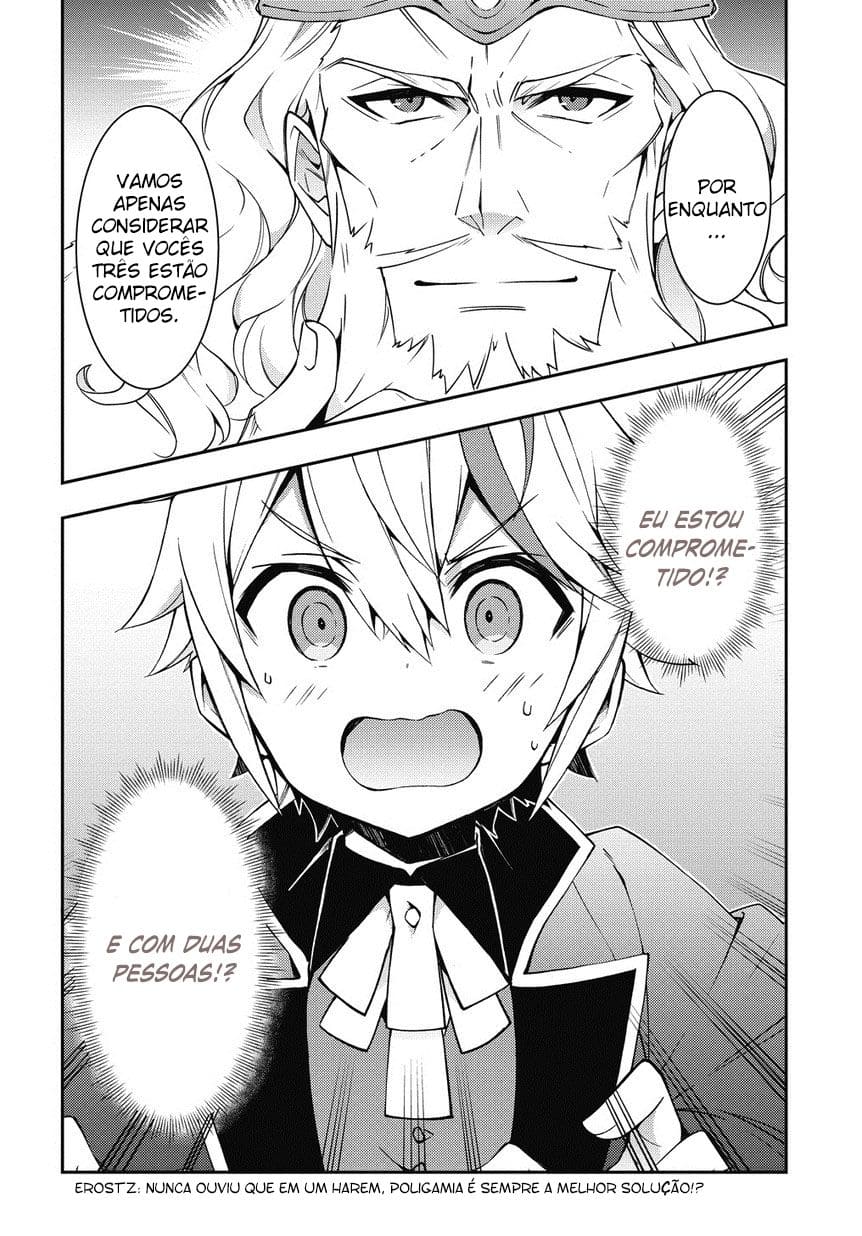 POR
ENQUANTO
...
VAMOS
APENAS
CONSIDERAR
QUE VOCÊS
TRÊS ESTÃO
COMPROME-
TIDOS.
EU ESTOU
COMPROME-
TIDO!?
E COM DUAS
PESSOAS!?
EROSTZ: NUNCA OUVIU QUE EM UM HAREM, POLIGAMIA É SEMPRE A MELHOR SOLUÇÃO!?